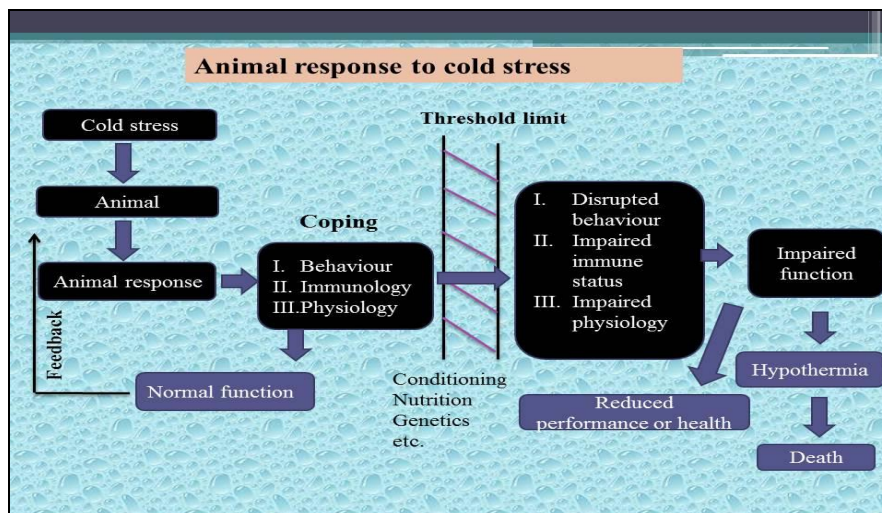 Animal response to cold stress
Cold stress
Threshold limit
Animal
Coping
I. Disrupted
behaviour
II. Impaired
immune
status
III. Impaired
physiology
Animal response
I. Behaviour
II. Immunology
III.Physiology
Impaired
function
Feedback
Normal function
Conditioning
Nutrition
Genetics
etc.
Hypothermia
Reduced
performance or health
Death